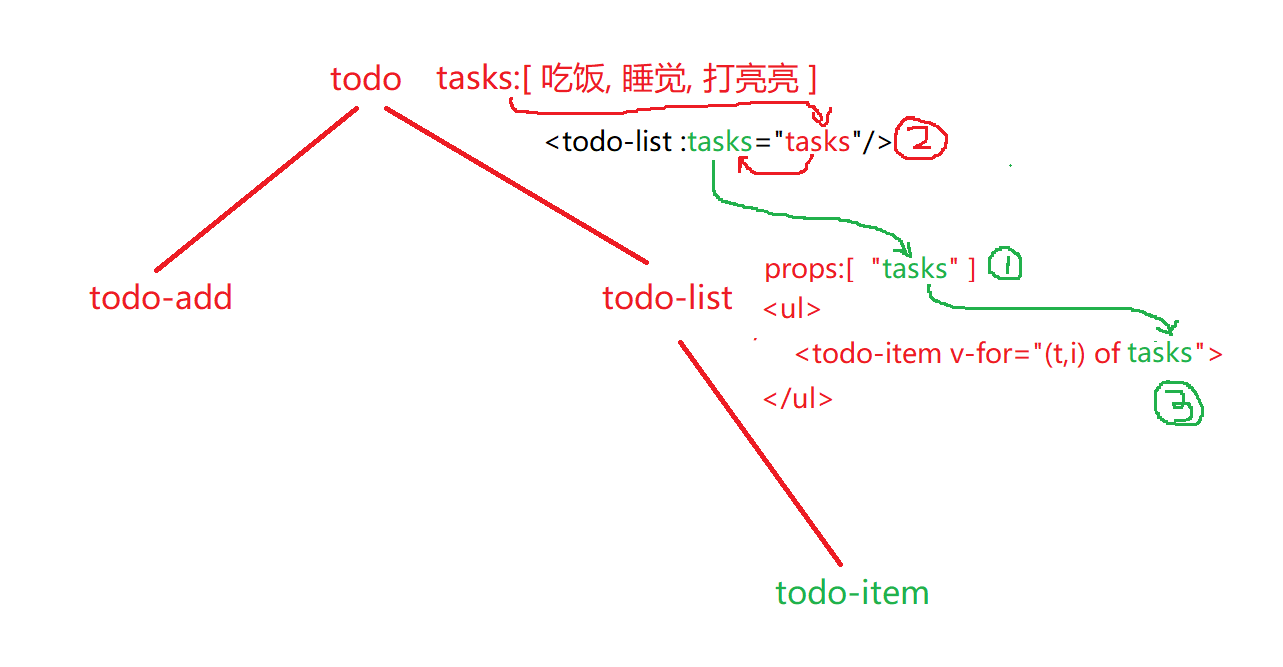 todo tasks:[ 吃饭, 睡觉, 打亮亮 ]
<todo-list :tasks="tasks"/> 2
props:[ "tasks" ] 1
todo-add
todo-list
<ul>
<todo-item v-for="(t,i) of tasks">
</ul>
3
todo-item